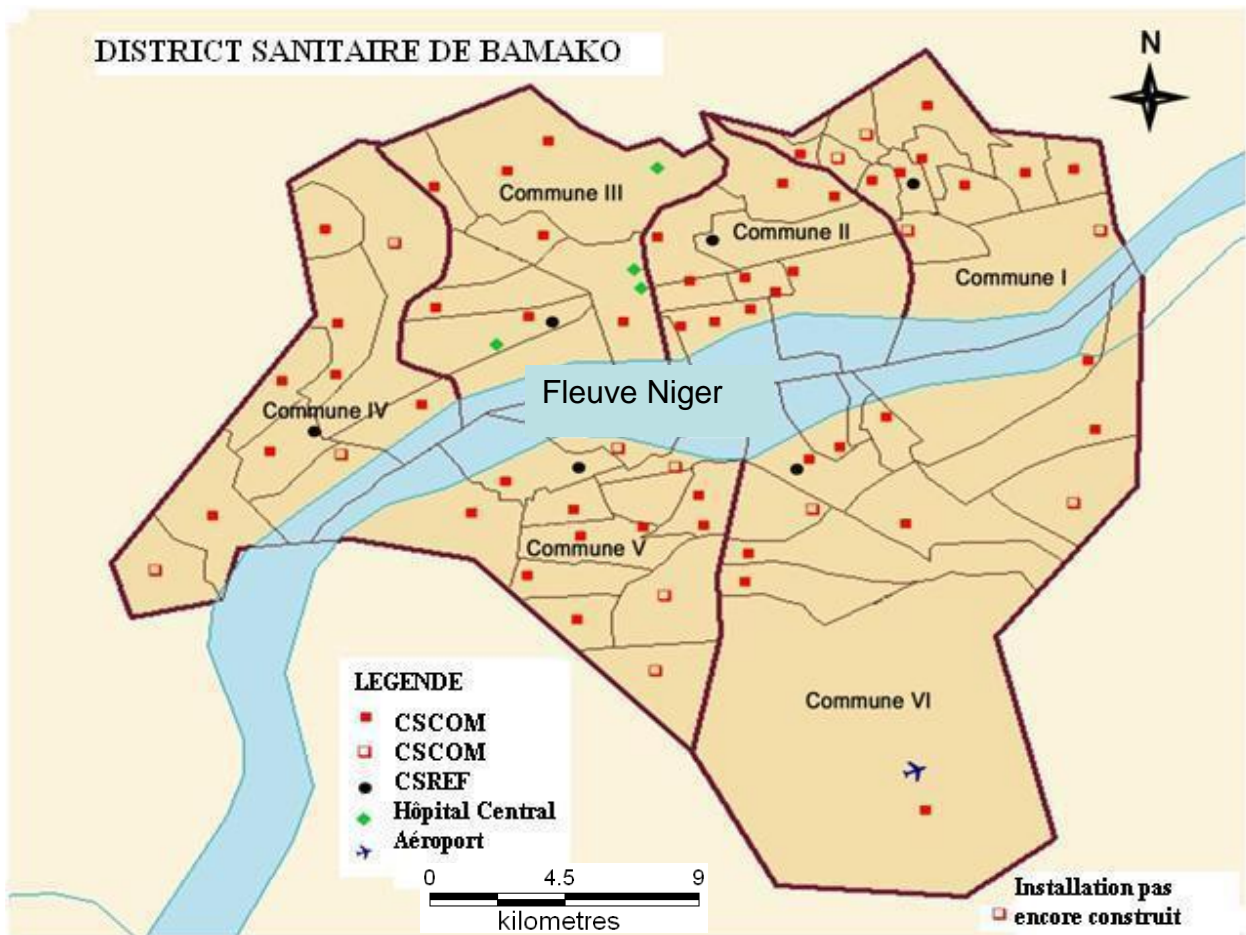 DISTRICT SANITAIRE DE BAMAKO
N
Commune III
Commune II
Commune I
Fleuve Niger
Commune IV
Commune V
Commune VI
LEGENDE
CSCOM
CSCOM
CSREF
Hôpital Central
Aéroport
0 4.5 9
kilometres
Installation pas
encore construit